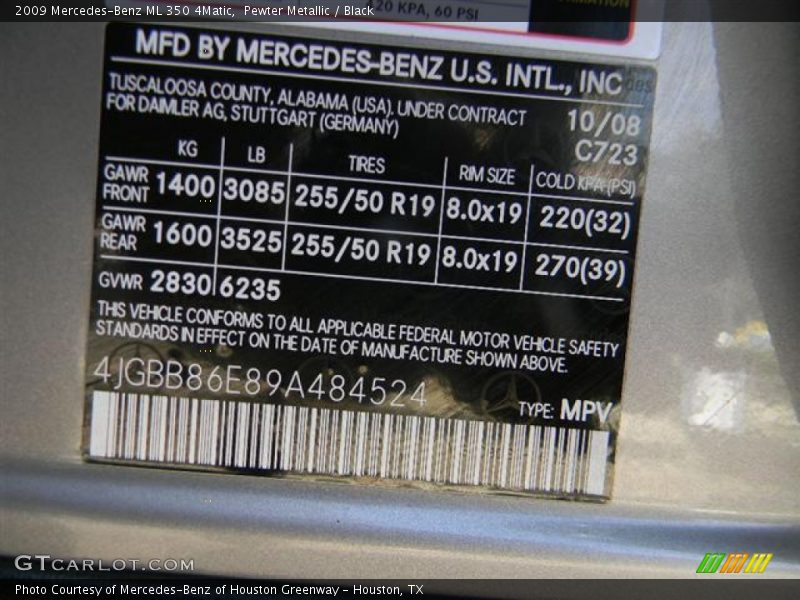 2009 Mercedes-Benz ML 350 4Matic, Pewter Metallic / Black
20 KPA, 60 PSI
MFD BY MERCEDES-BENZ U.S. INTL., INC
TUSCALOOSA COUNTY, ALABAMA (USA), UNDER CONTRACT
FOR DAIMLER AG, STUTTGART (GERMANY)
10/08
C723
KG LB TIRES RIM SIZE COLD KPA (PSI)
GAWR FRONT 1400 3085 255/50 R19 8.0x19 220(32)
GAWR REAR 1600 3525 255/50 R19 8.0x19 270(39)
GVWR 2830 6235
THIS VEHICLE CONFORMS TO ALL APPLICABLE FEDERAL MOTOR VEHICLE SAFETY
STANDARDS IN EFFECT ON THE DATE OF MANUFACTURE SHOWN ABOVE.
4JGBB86E89A484524
TYPE: MPV
GTCARLOT.COM
Photo Courtesy of Mercedes-Benz of Houston Greenway - Houston, TX